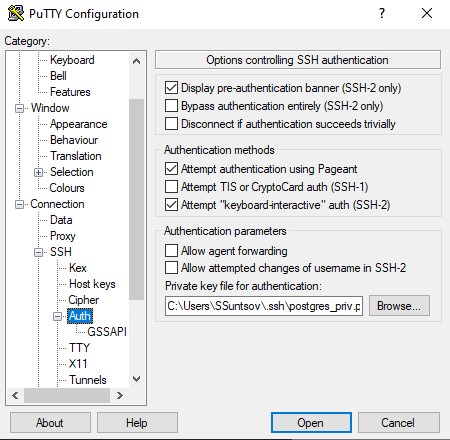 PuTTY Configuration
Category:
Keyboard
Bell
Features
Window
Appearance
Behaviour
Translation
Selection
Colours
Connection
Data
Proxy
SSH
Kex
Host keys
Cipher
Auth
GSSAPI
TTY
X11
Tunnels
Options controlling SSH authentication
Display pre-authentication banner (SSH-2 only)
Bypass authentication entirely (SSH-2 only)
Disconnect if authentication succeeds trivially
Authentication methods
Attempt authentication using Pageant
Attempt TIS or CryptoCard auth (SSH-1)
Attempt "keyboard-interactive" auth (SSH-2)
Authentication parameters
Allow agent forwarding
Allow attempted changes of username in SSH-2
Private key file for authentication:
C:\Users\SSuntsov\.ssh\postgres_priv.p
Browse...
About
Help
Open
Cancel